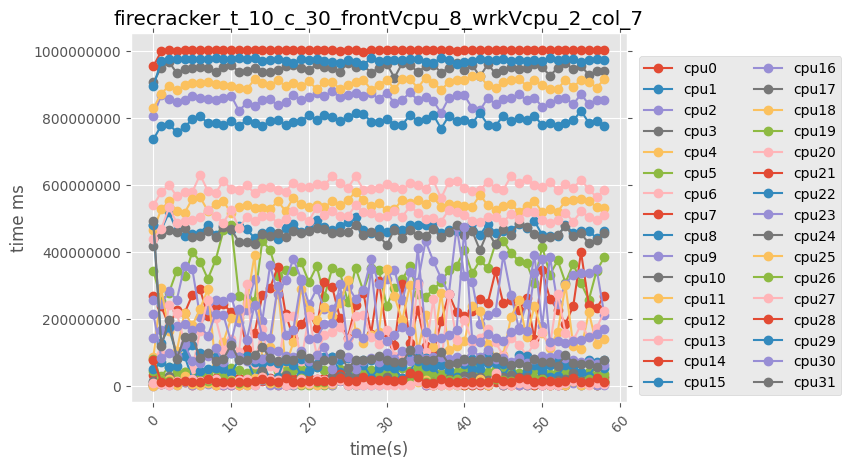 firecracker_t_10_c_30_frontVcpu_8_wrkVcpu_2_col_7
1000000000
800000000
600000000
400000000
200000000
0
time ms
0
10
20
30
40
50
60
time(s)
cpu0
cpu1
cpu2
cpu3
cpu4
cpu5
cpu6
cpu7
cpu8
cpu9
cpu10
cpu11
cpu12
cpu13
cpu14
cpu15
cpu16
cpu17
cpu18
cpu19
cpu20
cpu21
cpu22
cpu23
cpu24
cpu25
cpu26
cpu27
cpu28
cpu29
cpu30
cpu31